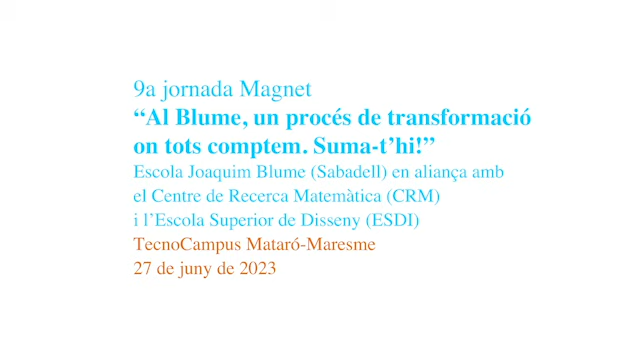 9a jornada Magnet
“Al Blume, un procés de transformació
on tots comptem. Suma-t’hi!”
Escola Joaquim Blume (Sabadell) en aliança amb
el Centre de Recerca Matemàtica (CRM)
i l’Escola Superior de Disseny (ESDI)
TecnoCampus Mataró-Maresme
27 de juny de 2023